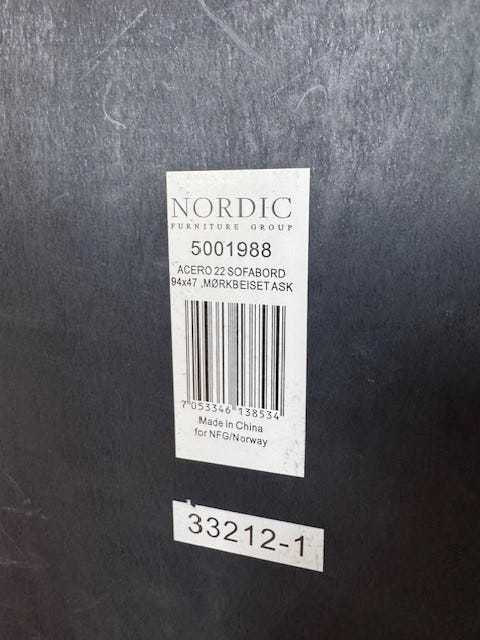 NORDIC
FURNITURE GROUP
5001988
ACERO 22 SOFABORD
94x47 ,MØRKBEISET ASK
7 053346 138534
Made in China
for NFG/Norway
33212-1